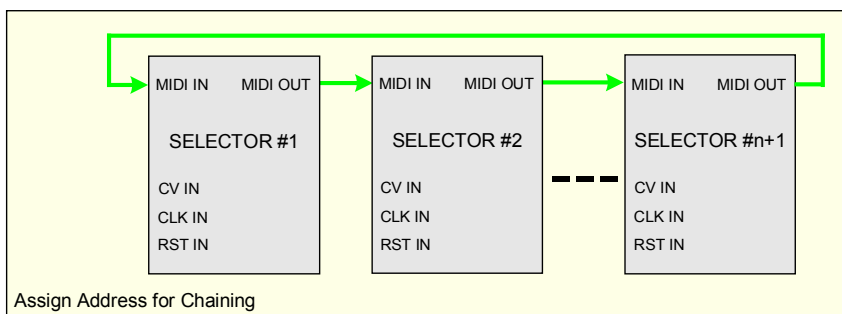 MIDI IN MIDI OUT
SELECTOR #1
CV IN
CLK IN
RST IN
MIDI IN MIDI OUT
SELECTOR #2
CV IN
CLK IN
RST IN
MIDI IN MIDI OUT
SELECTOR #n+1
CV IN
CLK IN
RST IN
Assign Address for Chaining